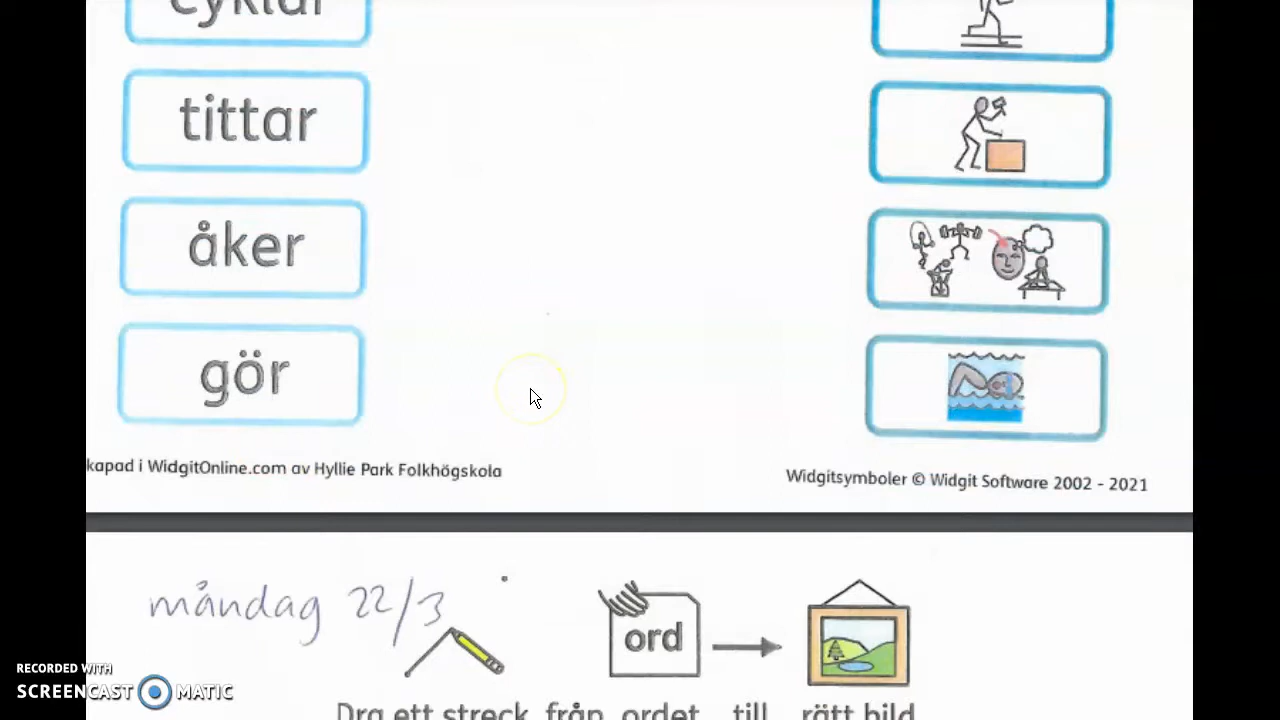 cyklar
tittar
åker
gör
kapad i WidgitOnline.com av Hyllie Park Folkhögskola
Widgitsymboler © Widgit Software 2002 - 2021
måndag 22/3
ord
Dra ett streck från ordet till rätt bild
RECORDED WITH
SCREENCAST MATIC